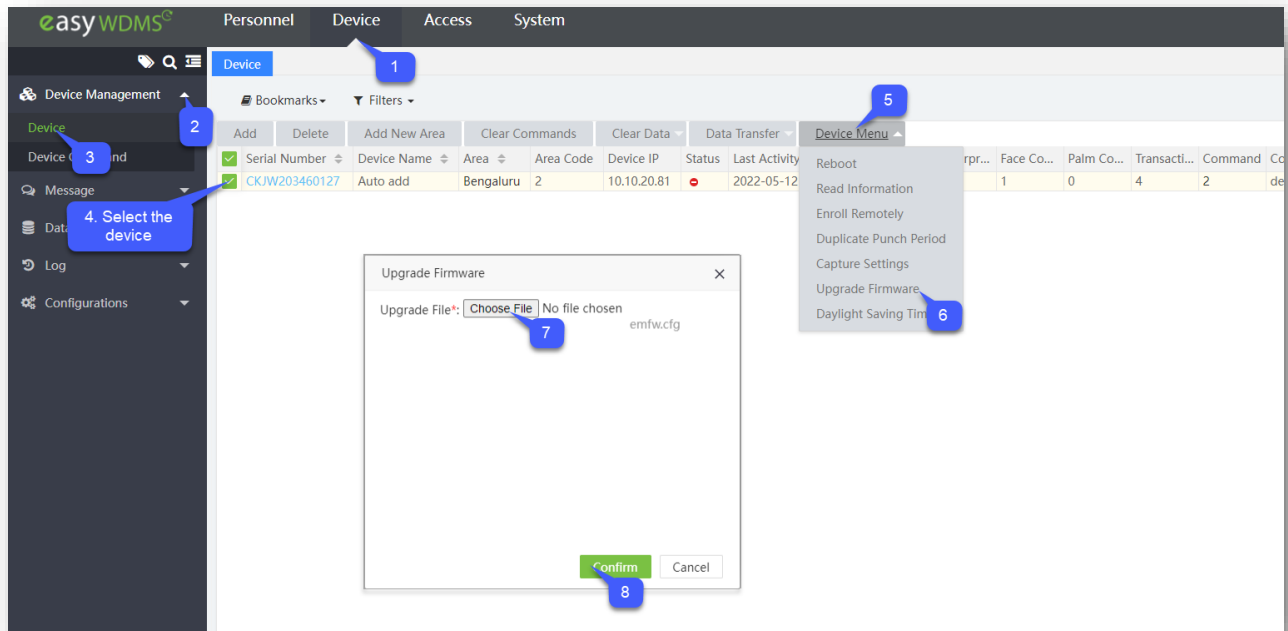 easy WDMS
Personnel Device Access System
1
Device
Device Management
2
Bookmarks Filters
5
Device
3
Add Delete Add New Area Clear Commands Clear Data Data Transfer Device Menu
Serial Number Device Name Area Area Code Device IP Status Last Activity rpr... Face Co... Palm Co... Transacti... Command Co
CKJW203460127 Auto add Bengaluru 2 10.10.20.81 2022-05-12 1 0 4 2 de
Message
4. Select the
device
Log
Configurations
Reboot
Read Information
Enroll Remotely
Duplicate Punch Period
Capture Settings
Upgrade Firmware
Daylight Saving Tim
6
Upgrade Firmware
Upgrade File*: Choose File No file chosen
emfw.cfg
7
Confirm Cancel
8